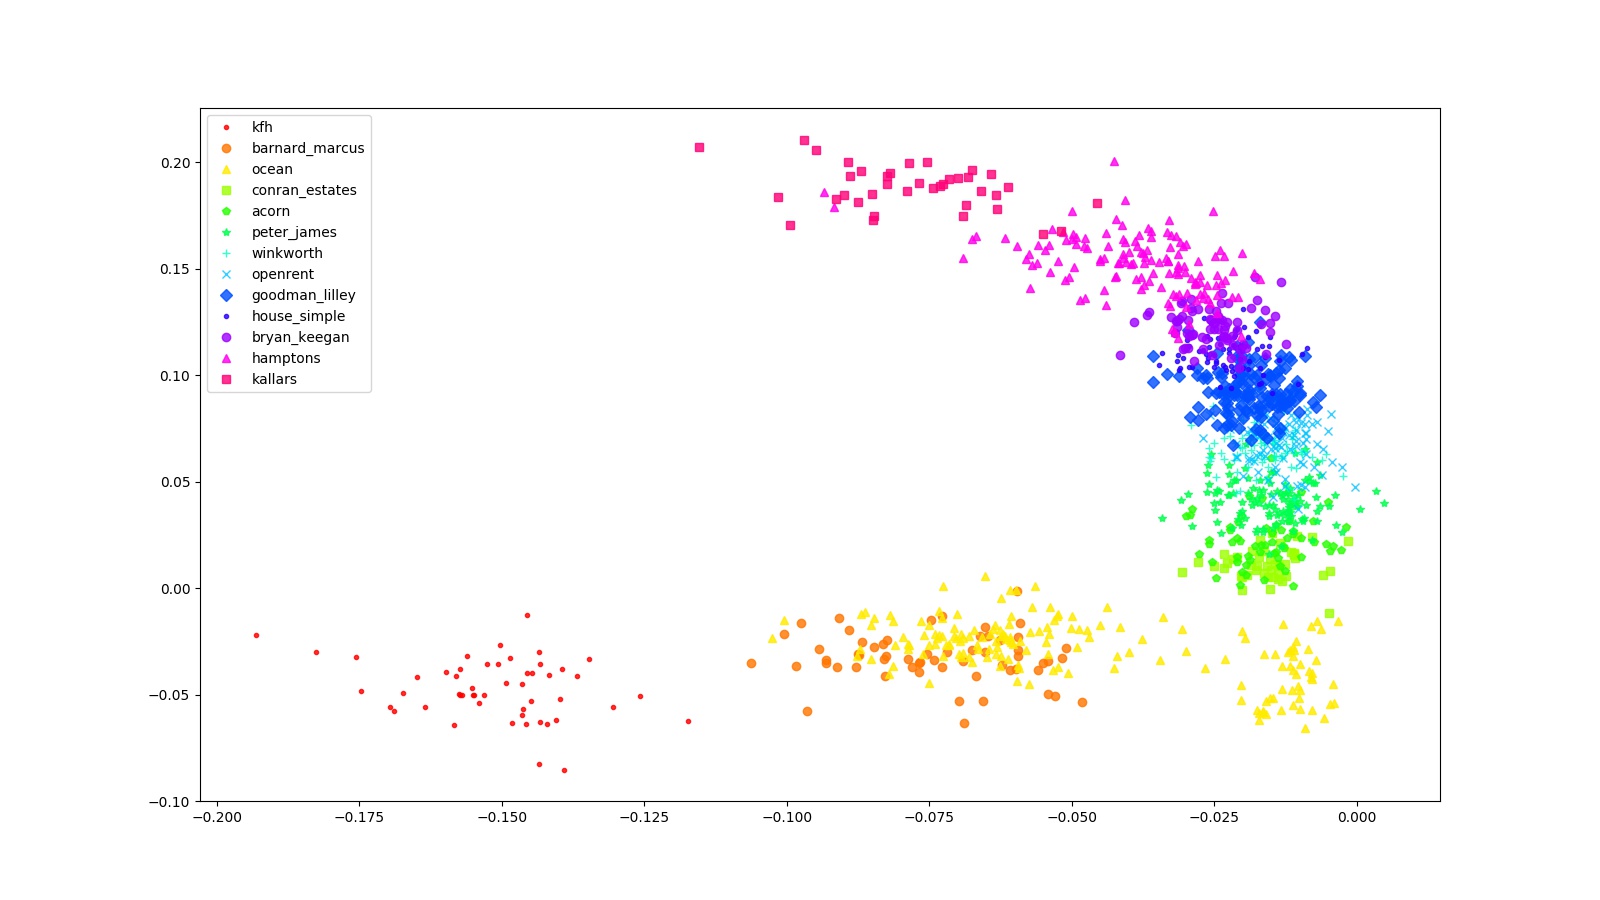 kfh
barnard_marcus
ocean
conran_estates
acorn
peter_james
winkworth
openrent
goodman_lilley
house_simple
bryan_keegan
hamptons
kallars
0.20
0.15
0.10
0.05
0.00
−0.05
−0.10
−0.200 −0.175 −0.150 −0.125 −0.100 −0.075 −0.050 −0.025 0.000